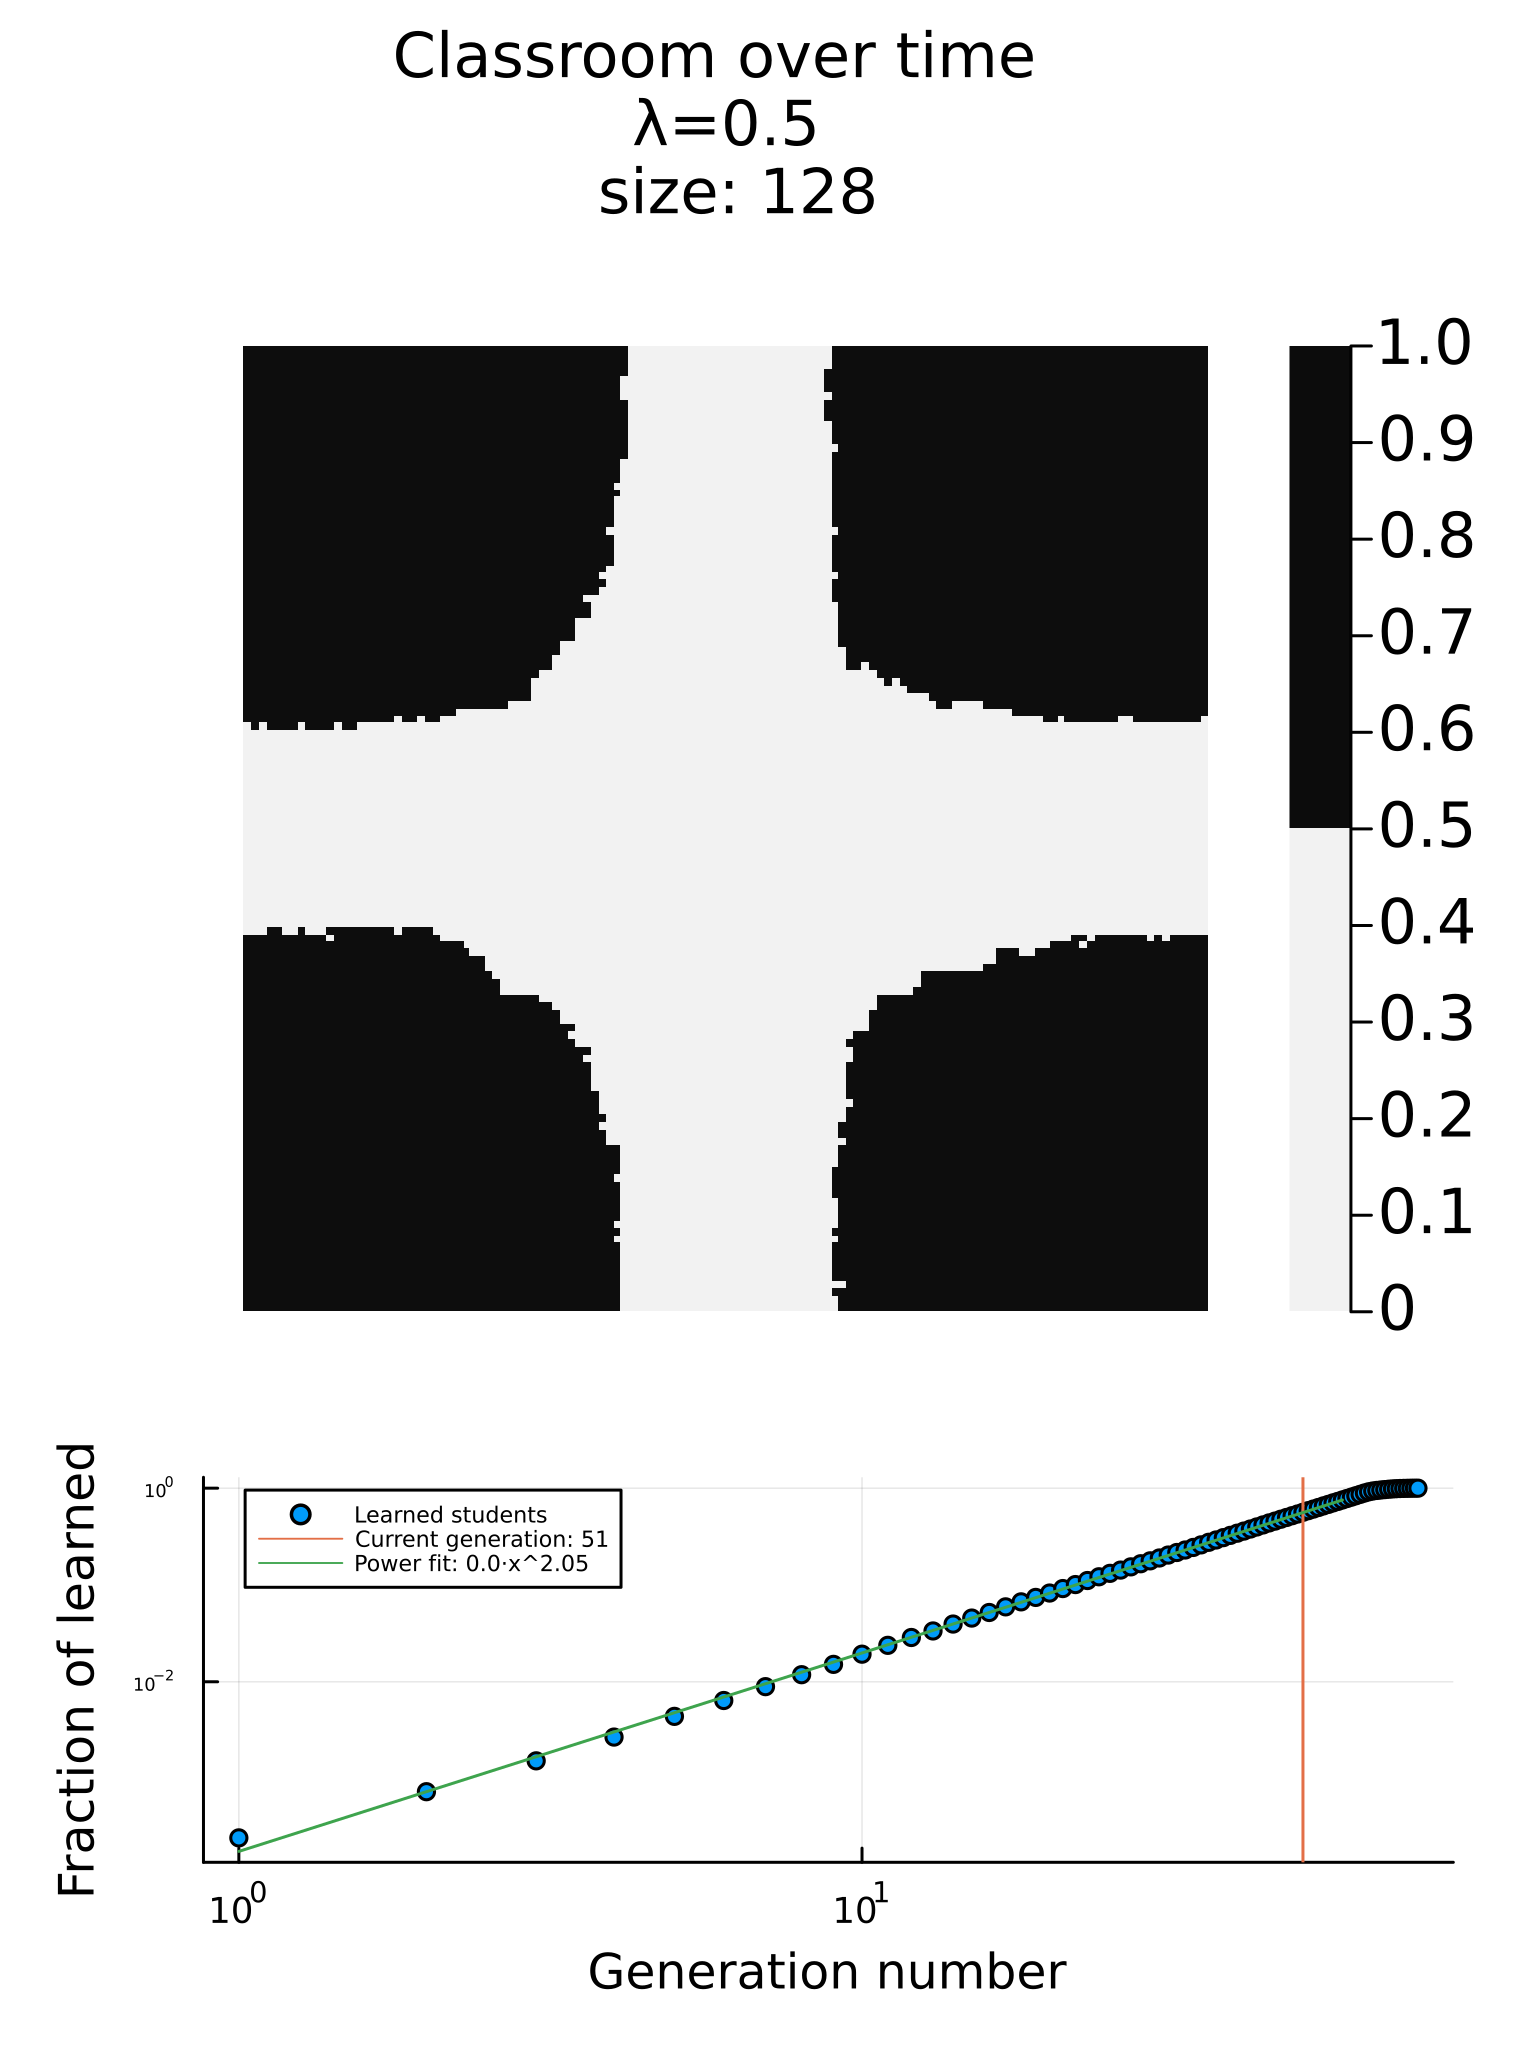 Classroom over time
λ=0.5
size: 128
1.0
0.9
0.8
0.7
0.6
0.5
0.4
0.3
0.2
0.1
0
Fraction of learned
10⁰
10⁻²
Learned students
Current generation: 51
Power fit: 0.0·x^2.05
10⁰
10¹
Generation number